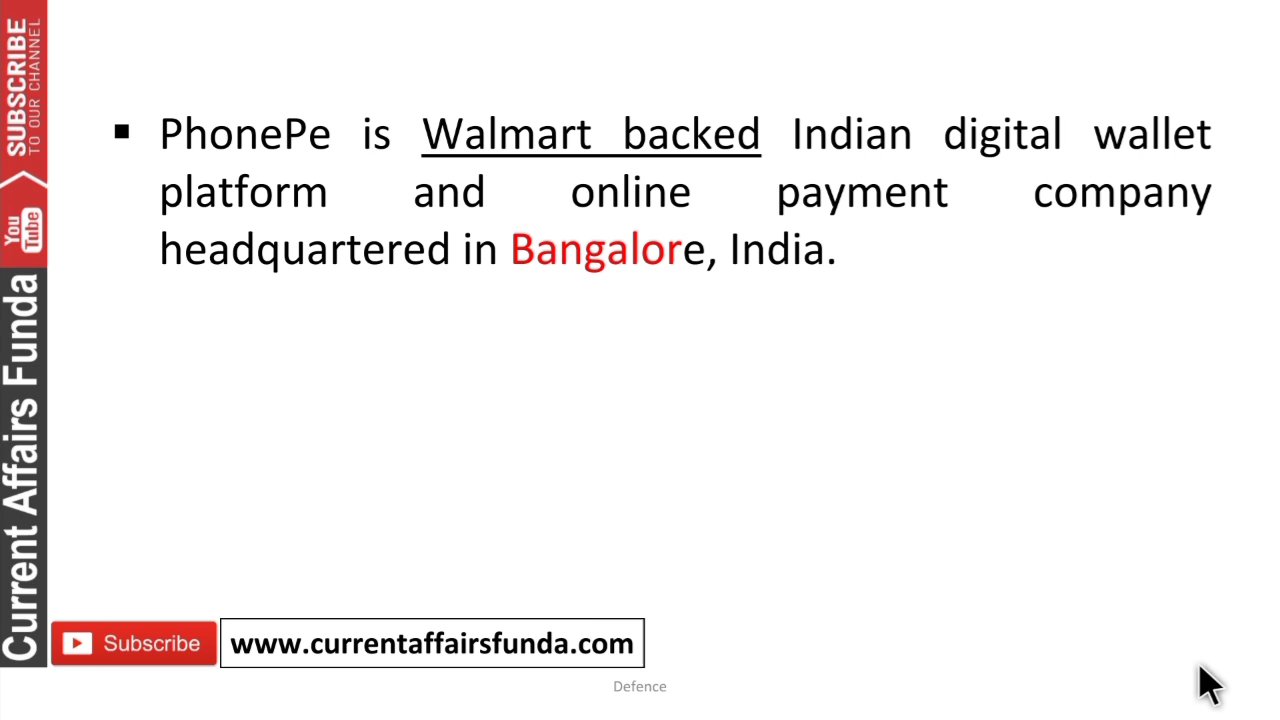 SUBSCRIBE
TO OUR CHANNEL
You
Tube
Current Affairs Funda
▪ PhonePe is Walmart backed Indian digital wallet
platform and online payment company
headquartered in Bangalore, India.
Subscribe
www.currentaffairsfunda.com
Defence